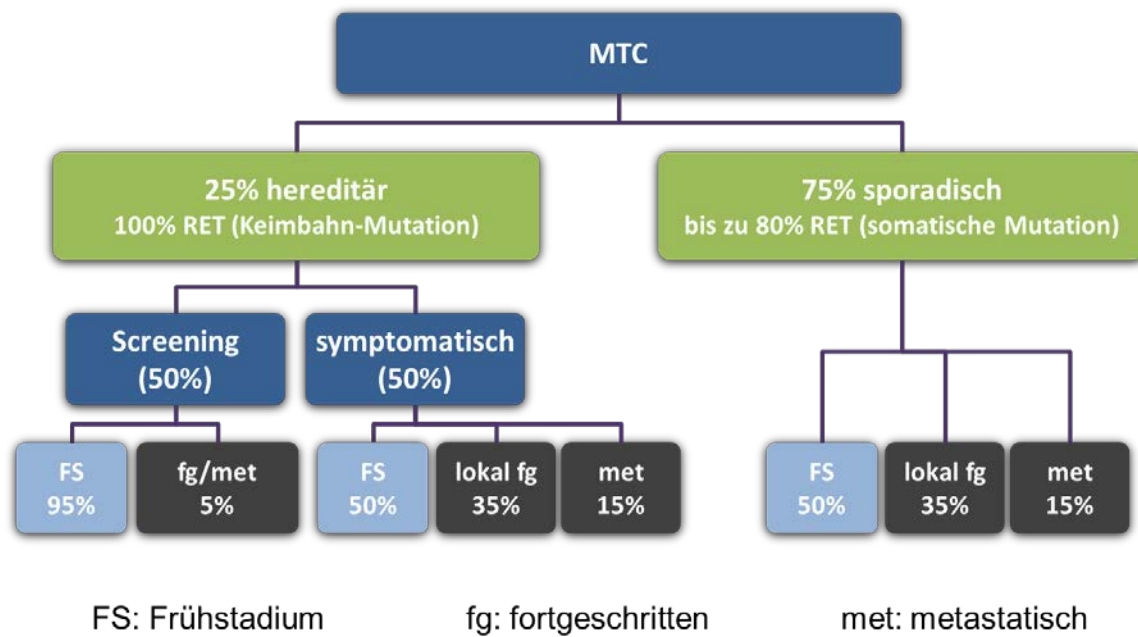 MTC
25% hereditär
100% RET (Keimbahn-Mutation)
75% sporadisch
bis zu 80% RET (somatische Mutation)
Screening
(50%)
symptomatisch
(50%)
FS
95%
fg/met
5%
FS
50%
lokal fg
35%
met
15%
FS
50%
lokal fg
35%
met
15%
FS: Frühstadium
fg: fortgeschritten
met: metastatisch